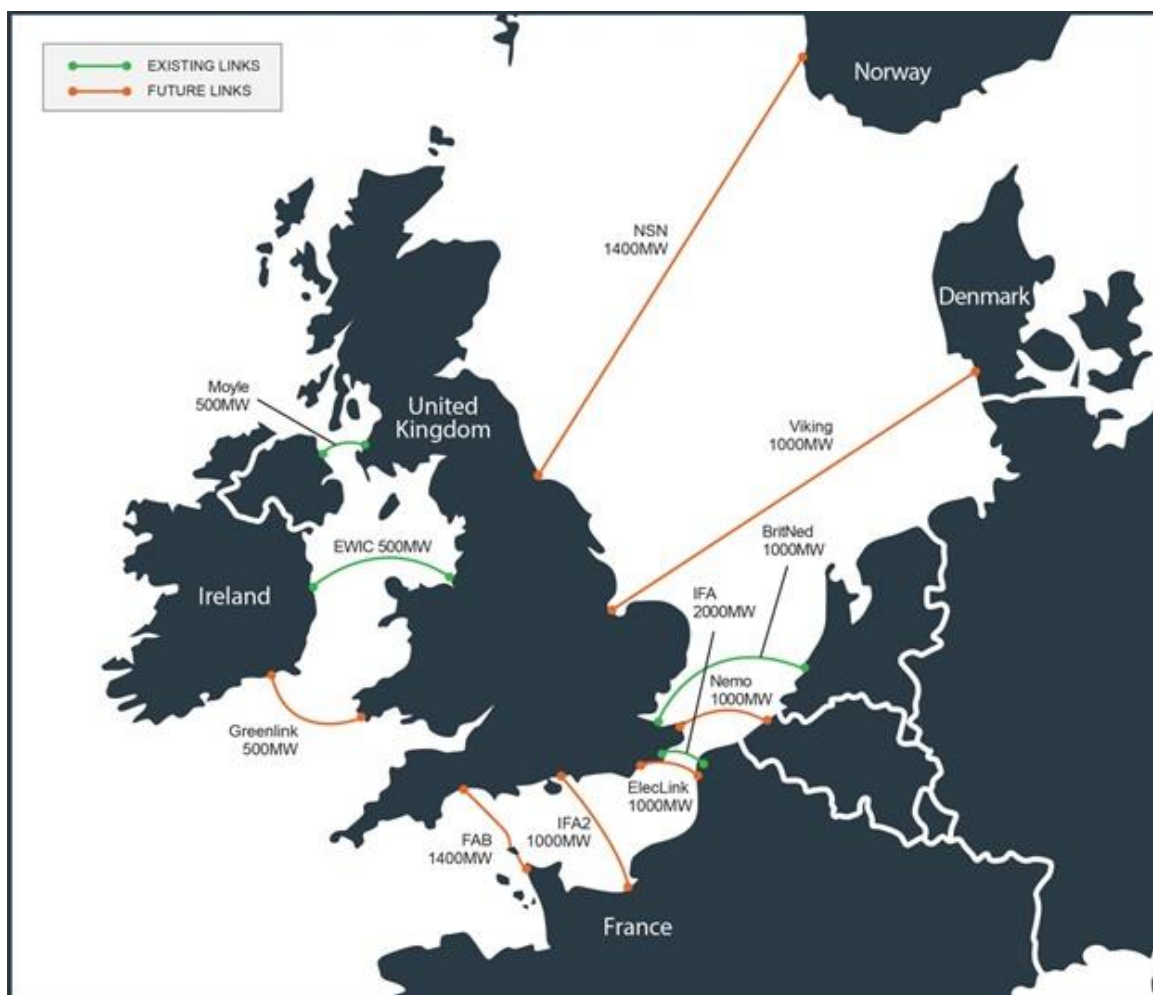 EXISTING LINKS
FUTURE LINKS
Norway
NSN
1400MW
Denmark
Moyle
500MW
United
Kingdom
Viking
1000MW
BritNed
1000MW
EWIC 500MW
IFA
2000MW
Ireland
Nemo
1000MW
Greenlink
500MW
ElecLink
1000MW
IFA2
1000MW
FAB
1400MW
France